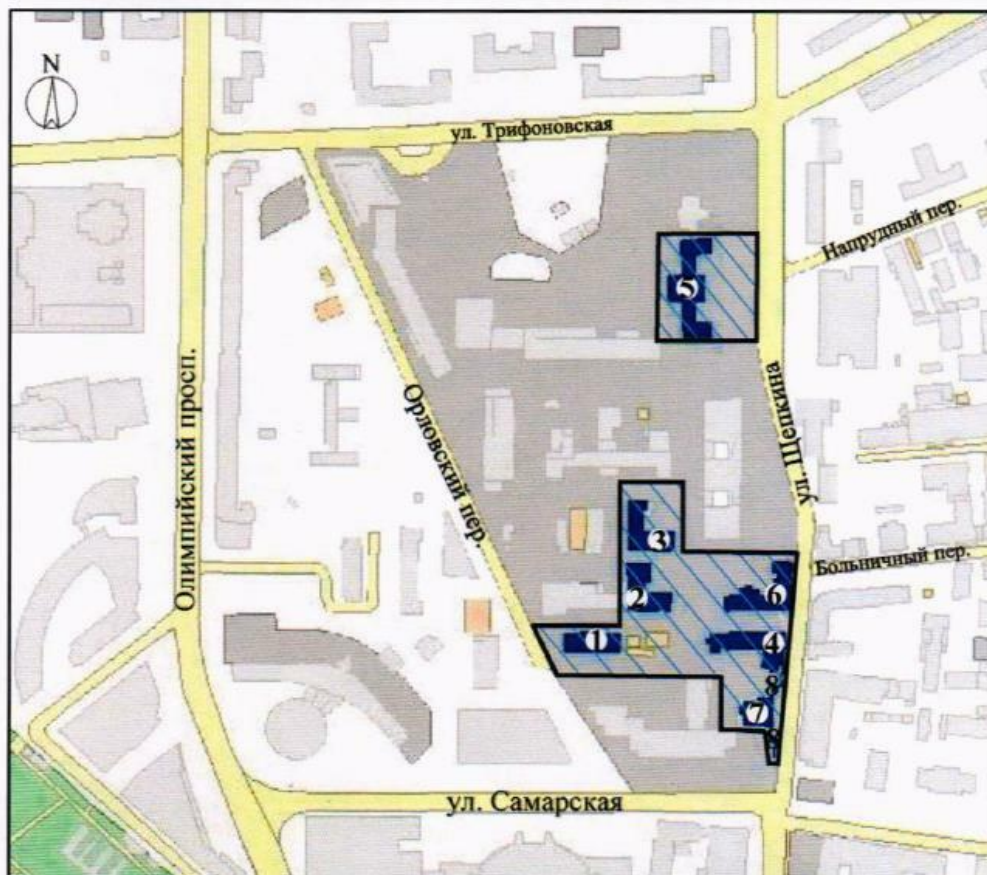 N
ул. Трифоновская
Напрудный пер.
5
Олимпийский просп.
Орловский пер.
ул. Щепкина
3
Больничный пер.
2
6
1
4
8
7
ул. Самарская